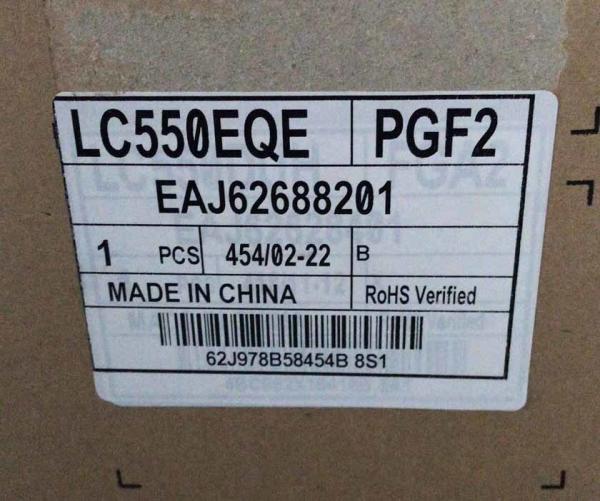 LC550EQE PGF2
EAJ62688201
1 PCS 454/02-22 B
MADE IN CHINA RoHS Verified
62J978B58454B 8S1